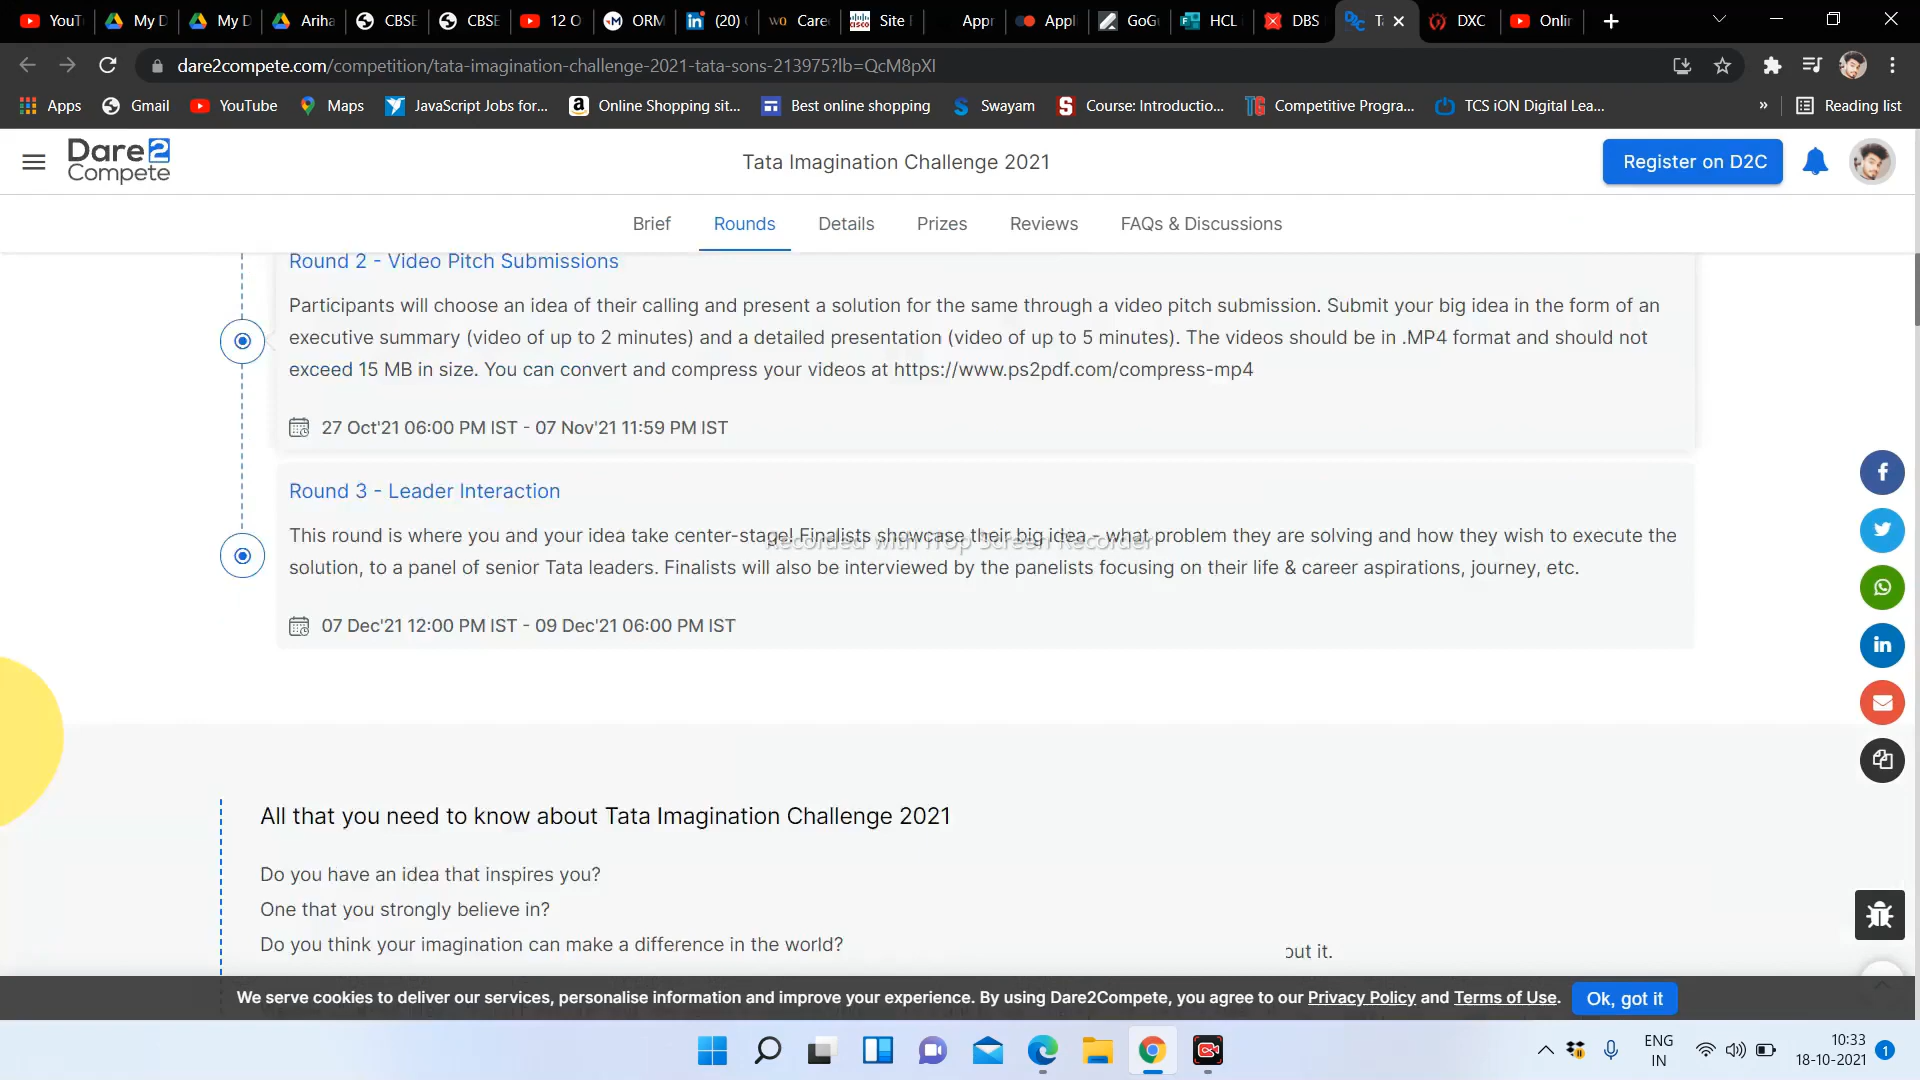 YouT
My D
My D
Ariha
CBSE
CBSE
12 O
ORM
(20)
Care
Site
Appr
Appl
GoG
HCL
DBS
T
DXC
Onlin
dare2compete.com/competition/tata-imagination-challenge-2021-tata-sons-213975?lb=QcM8pXI
Apps
Gmail
YouTube
Maps
JavaScript Jobs for...
Online Shopping sit...
Best online shopping
Swayam
Course: Introductio...
Competitive Progra...
TCS iON Digital Lea...
»
Reading list
Dare2
Compete
Tata Imagination Challenge 2021
Register on D2C
Brief
Rounds
Details
Prizes
Reviews
FAQs & Discussions
Round 2 - Video Pitch Submissions
Participants will choose an idea of their calling and present a solution for the same through a video pitch submission. Submit your big idea in the form of an
executive summary (video of up to 2 minutes) and a detailed presentation (video of up to 5 minutes). The videos should be in .MP4 format and should not
exceed 15 MB in size. You can convert and compress your videos at https://www.ps2pdf.com/compress-mp4
27 Oct'21 06:00 PM IST - 07 Nov'21 11:59 PM IST
Round 3 - Leader Interaction
This round is where you and your idea take center-stage! Finalists showcase their big idea - what problem they are solving and how they wish to execute the
Recorded with iTop Screen Recorder
solution, to a panel of senior Tata leaders. Finalists will also be interviewed by the panelists focusing on their life & career aspirations, journey, etc.
07 Dec'21 12:00 PM IST - 09 Dec'21 06:00 PM IST
All that you need to know about Tata Imagination Challenge 2021
Do you have an idea that inspires you?
One that you strongly believe in?
Do you think your imagination can make a difference in the world?
out it.
We serve cookies to deliver our services, personalise information and improve your experience. By using Dare2Compete, you agree to our Privacy Policy and Terms of Use.
Ok, got it
ENG
IN
10:33
18-10-2021
1